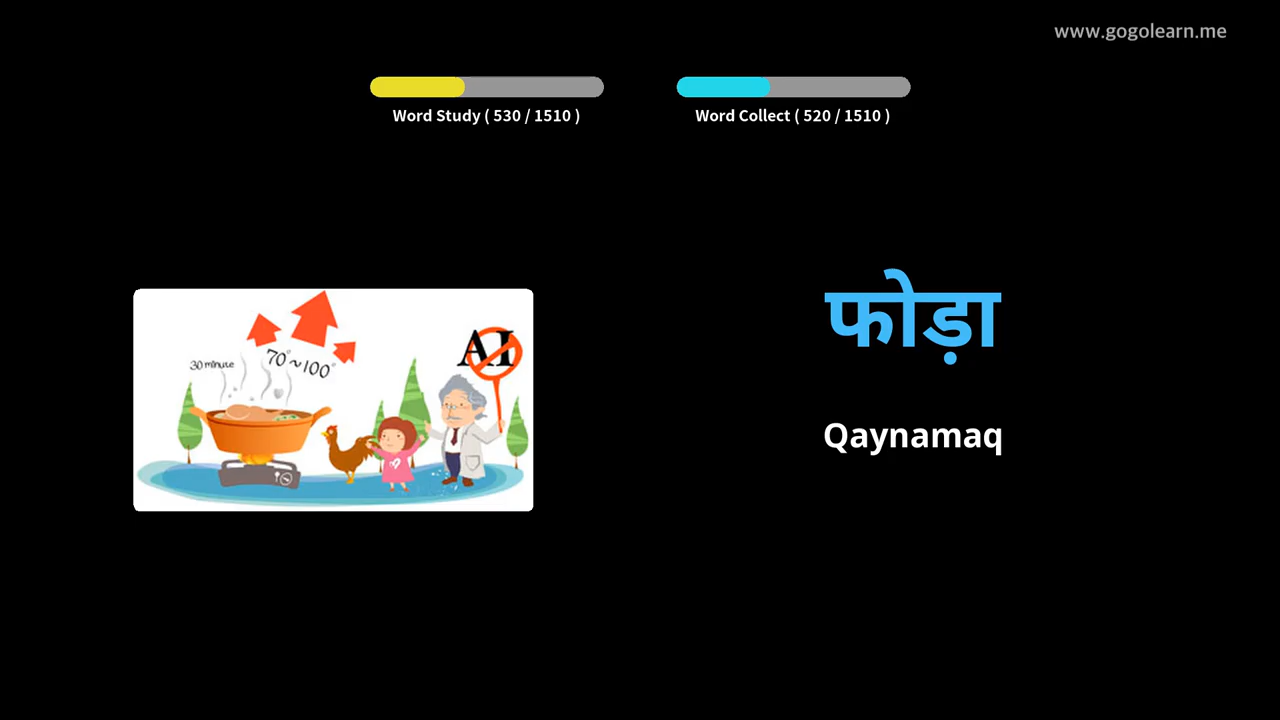 www.gogolearn.me
Word Study ( 530 / 1510 )
Word Collect ( 520 / 1510 )
30 minute
70°~100°
AI
फोड़ा
Qaynamaq